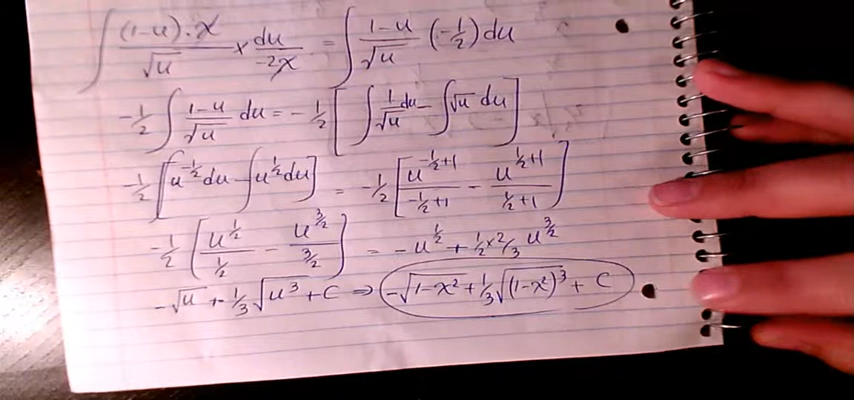 ∫ (1-u)·x/√u × du/-2x = ∫ 1-u/√u (-1/2) du
-1/2 ∫ 1-u/√u du = -1/2 [ ∫ 1/√u du - ∫ √u du ]
-1/2 [ ∫ u^(-1/2) du - ∫ u^(1/2) du ] = -1/2 [ u^(-1/2+1)/(-1/2+1) - u^(1/2+1)/(1/2+1) ]
-1/2 [ u^(1/2)/(1/2) - u^(3/2)/(3/2) ] = -u^(1/2) + 1/2 × 2/3 u^(3/2)
-√u + 1/3 √u³ + C ⇒ -√1-x² + 1/3 √(1-x²)³ + C